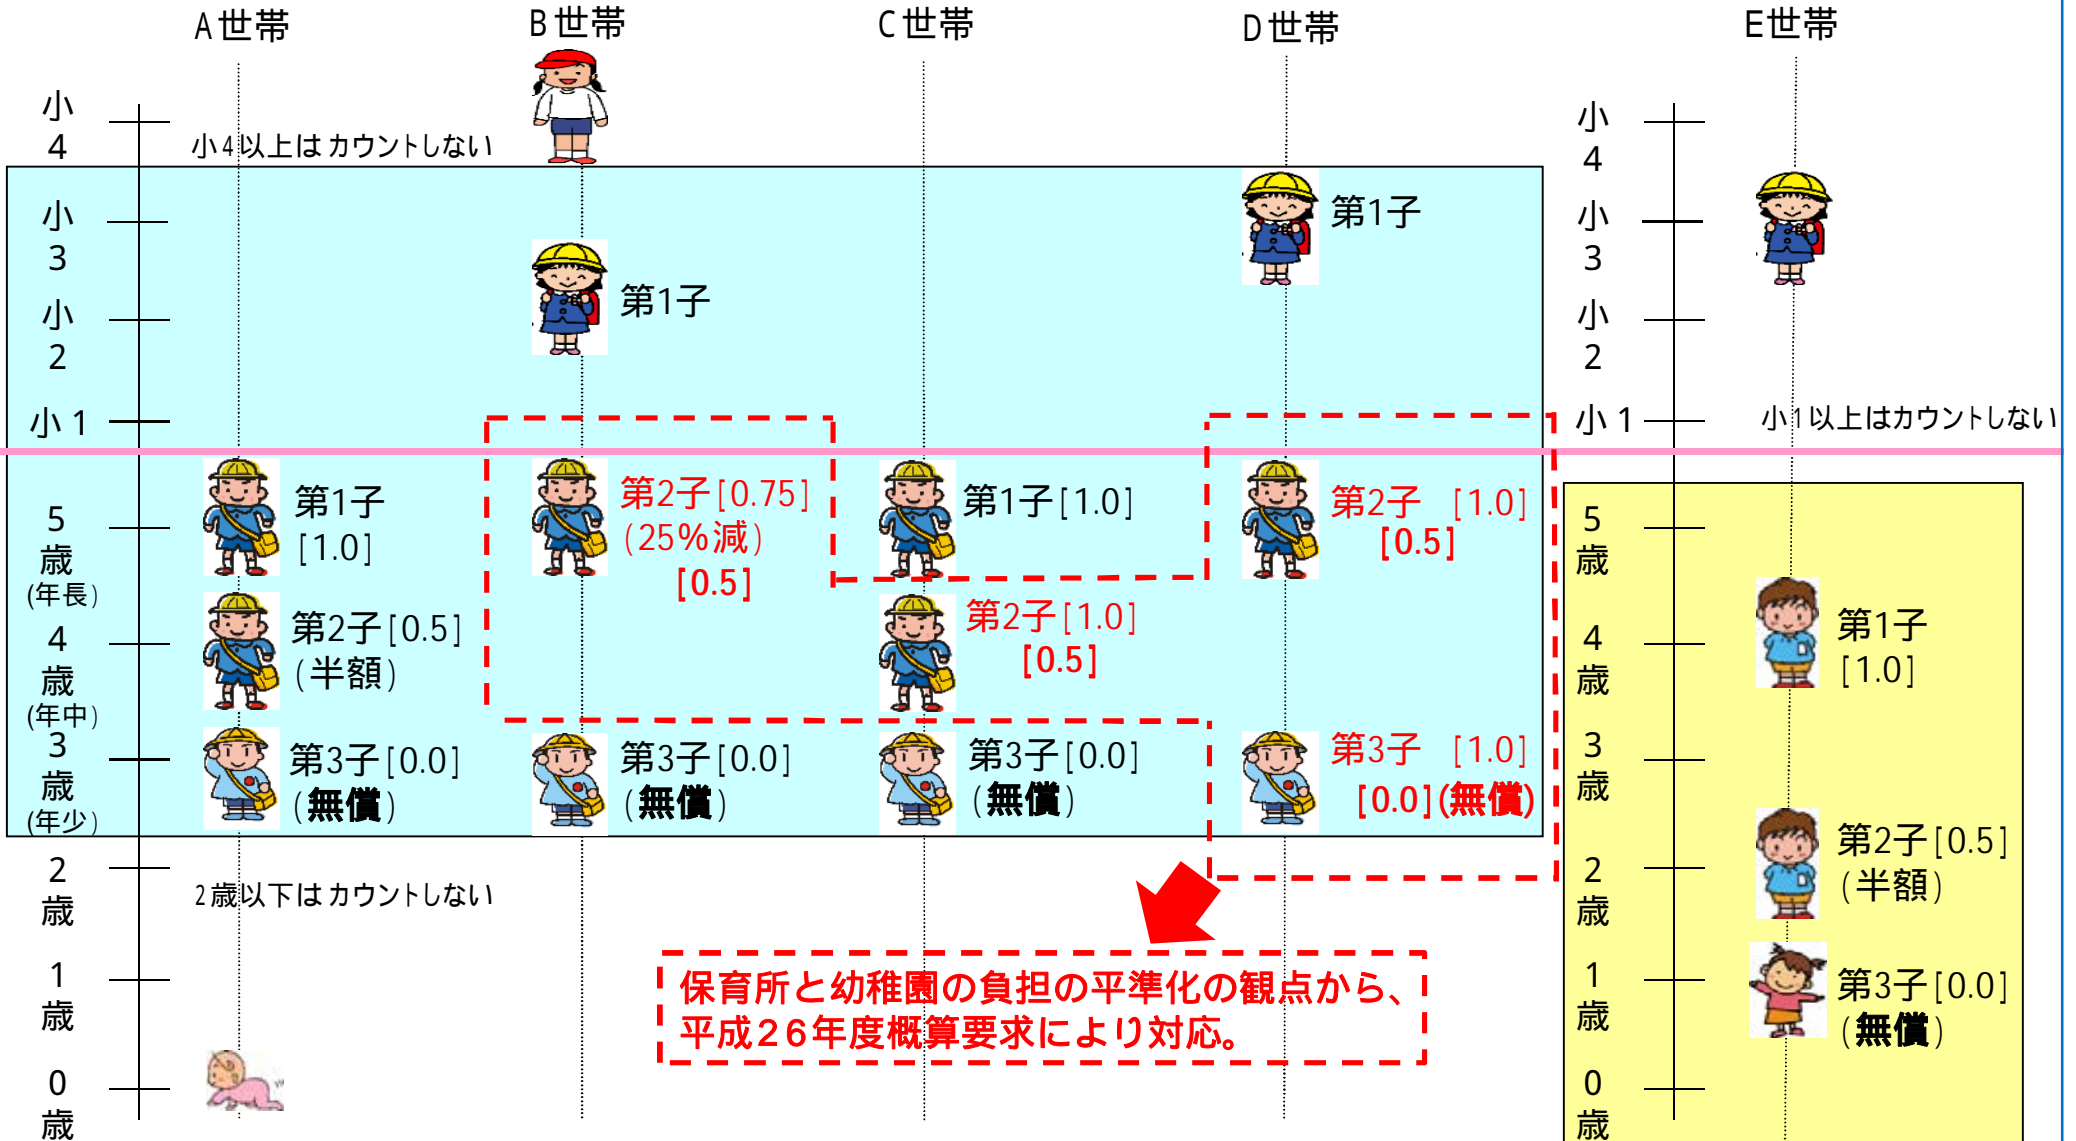 A世帯
B世帯
C世帯
D世帯
E世帯
小
4
小4以上はカウントしない
小
3
小
2
小1
5
歳
(年長)
4
歳
(年中)
3
歳
(年少)
2
歳
1
歳
0
歳
第1子
[1.0]
第2子[0.5]
(半額)
第3子[0.0]
(無償)
2歳以下はカウントしない
第1子
第2子[0.75]
(25%減)
[0.5]
第3子[0.0]
(無償)
第1子[1.0]
第2子[1.0]
[0.5]
第3子[0.0]
(無償)
第1子
第2子 [1.0]
[0.5]
第3子 [1.0]
[0.0](無償)
保育所と幼稚園の負担の平準化の観点から、
平成26年度概算要求により対応。
小
4
小
3
小
2
小1
小1以上はカウントしない
5
歳
4
歳
3
歳
2
歳
1
歳
0
歳
第1子
[1.0]
第2子[0.5]
(半額)
第3子[0.0]
(無償)